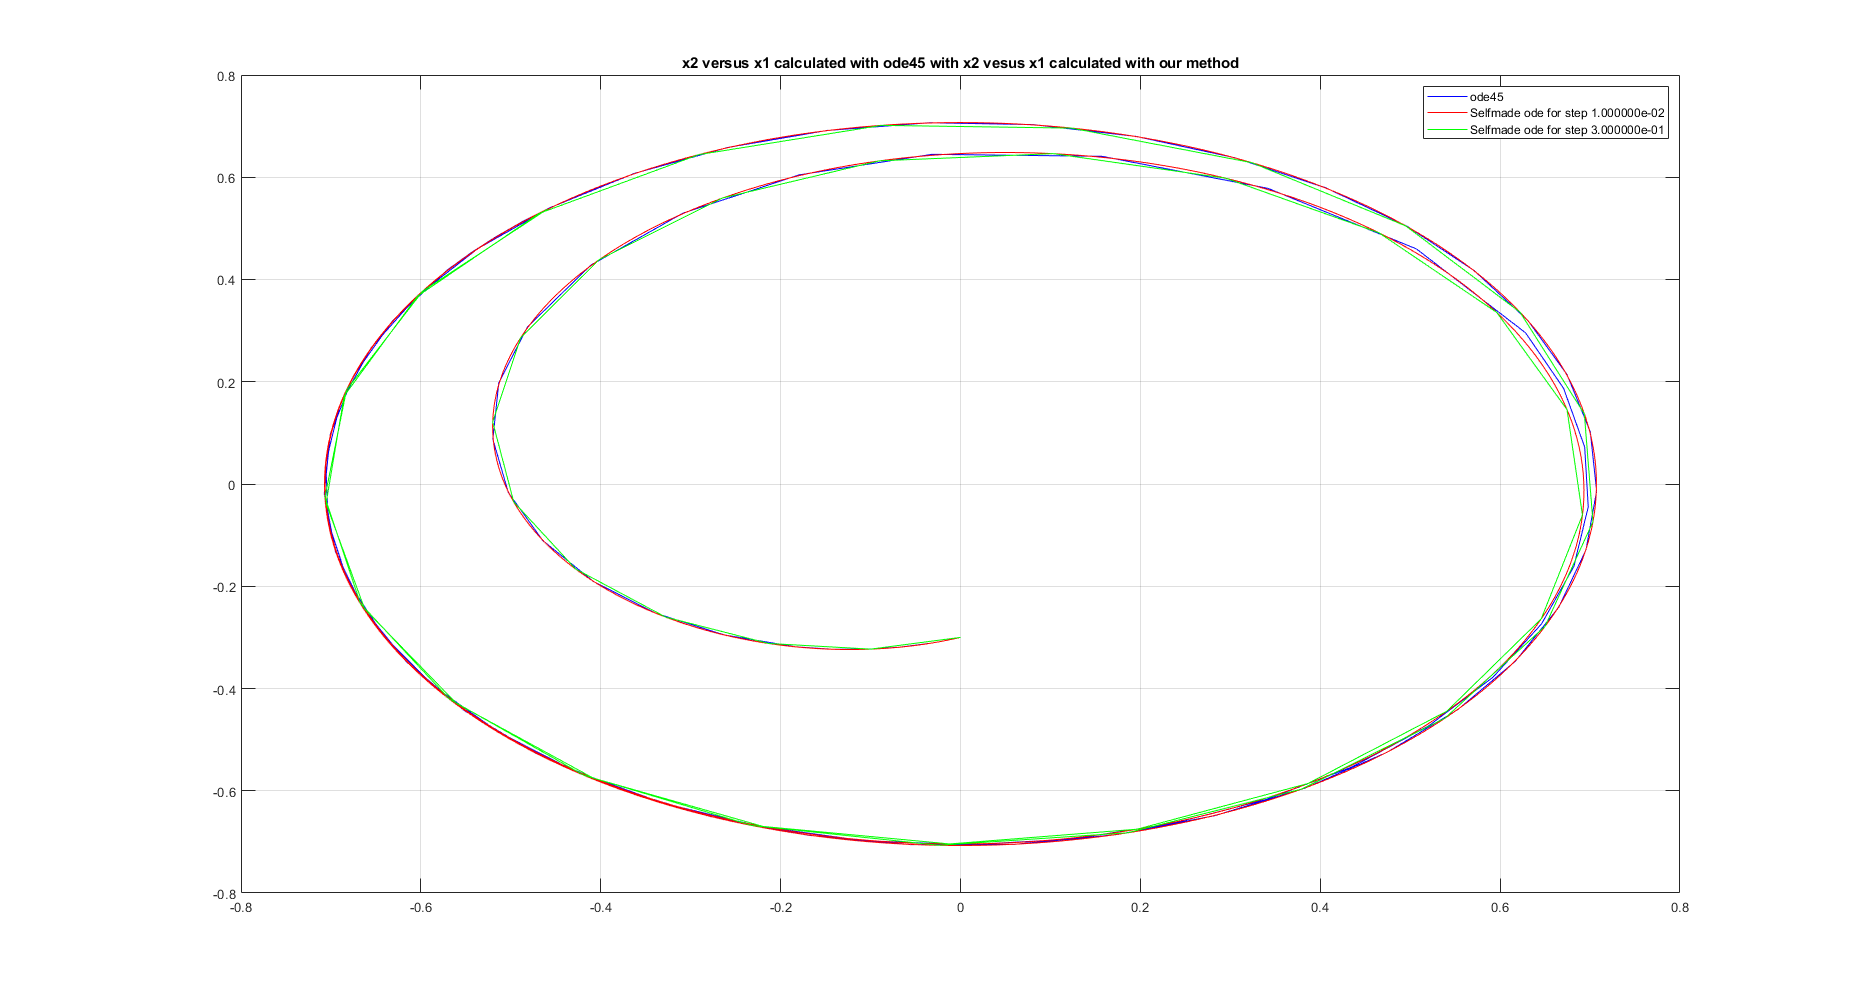 x2 versus x1 calculated with ode45 with x2 vesus x1 calculated with our method
ode45
Selfmade ode for step 1.000000e-02
Selfmade ode for step 3.000000e-01
0.8
0.6
0.4
0.2
0
-0.2
-0.4
-0.6
-0.8
-0.8 -0.6 -0.4 -0.2 0 0.2 0.4 0.6 0.8